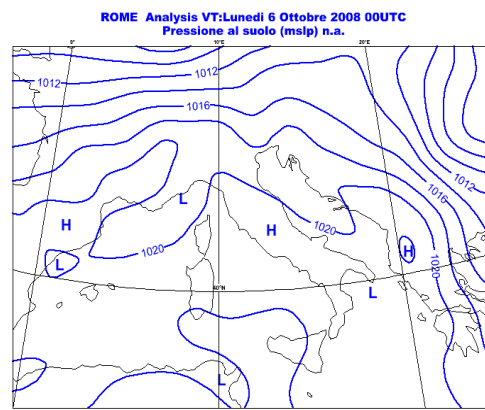 ROME Analysis VT:Lunedi 6 Ottobre 2008 00UTC
Pressione al suolo (mslp) n.a.
0° 10°E 20°E
1012 1012
1016 1016 1012
L
H H 1020 H
L 1020 1020
40°N L
L